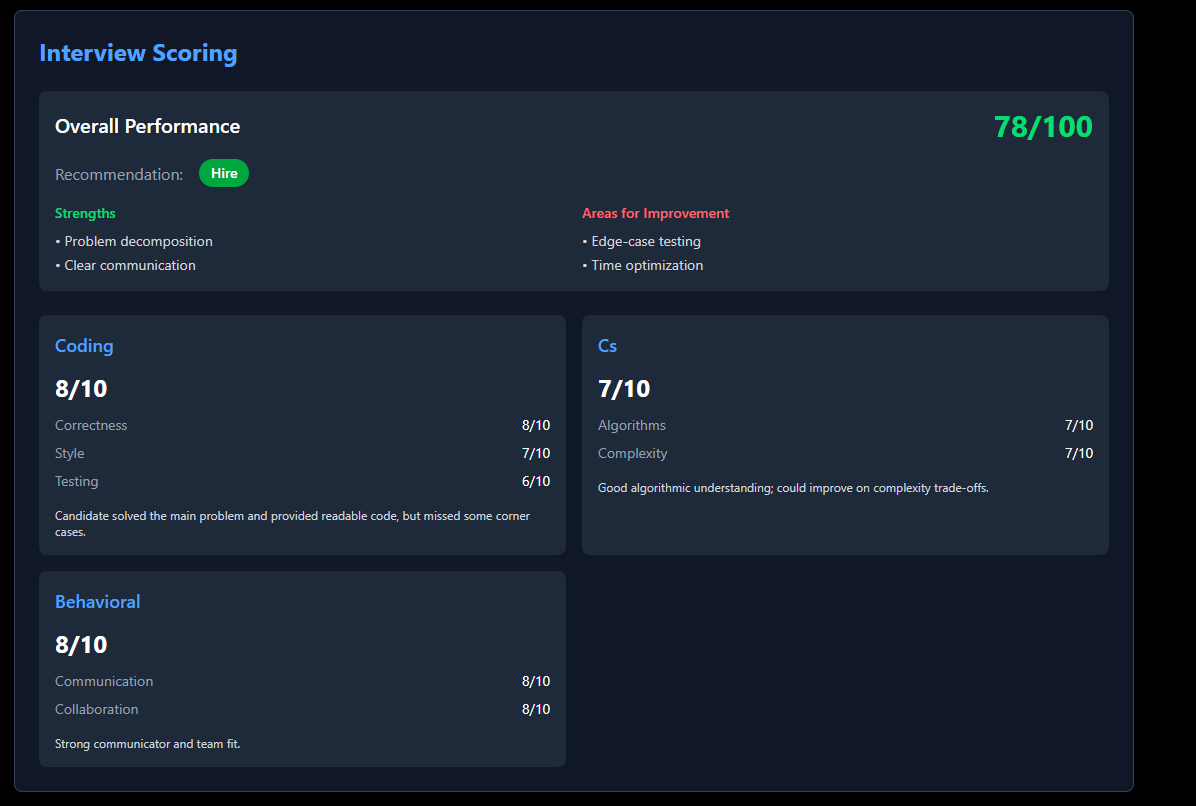 Interview Scoring
Overall Performance
78/100
Recommendation: Hire
Strengths
• Problem decomposition
• Clear communication
Areas for Improvement
• Edge-case testing
• Time optimization
Coding
8/10
Correctness 8/10
Style 7/10
Testing 6/10
Candidate solved the main problem and provided readable code, but missed some corner
cases.
Cs
7/10
Algorithms 7/10
Complexity 7/10
Good algorithmic understanding; could improve on complexity trade-offs.
Behavioral
8/10
Communication 8/10
Collaboration 8/10
Strong communicator and team fit.